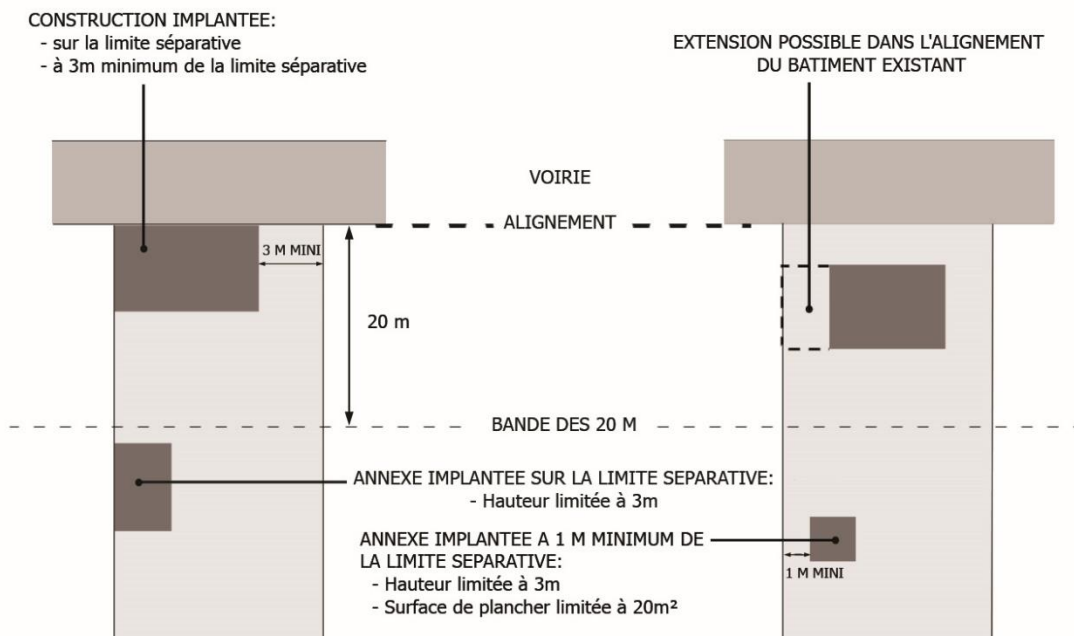 CONSTRUCTION IMPLANTEE:
- sur la limite séparative
- à 3m minimum de la limite séparative
EXTENSION POSSIBLE DANS L'ALIGNEMENT
DU BATIMENT EXISTANT
VOIRIE
ALIGNEMENT
3 M MINI
20 m
BANDE DES 20 M
ANNEXE IMPLANTEE SUR LA LIMITE SEPARATIVE:
- Hauteur limitée à 3m
ANNEXE IMPLANTEE A 1 M MINIMUM DE
LA LIMITE SEPARATIVE:
- Hauteur limitée à 3m
- Surface de plancher limitée à 20m²
1 M MINI